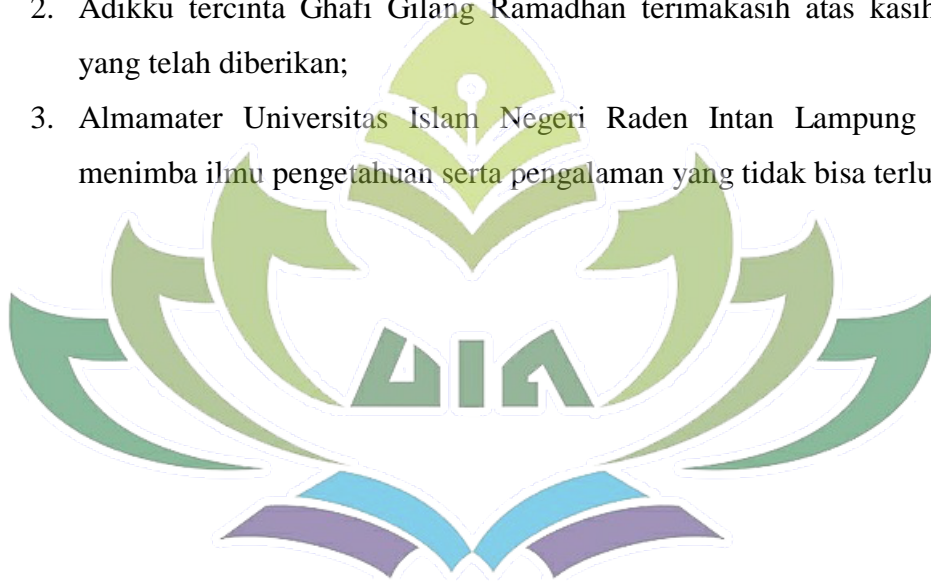 2. Adikku tercinta Ghafi Gilang Ramadhan terimakasih atas kasih
yang telah diberikan;
3. Almamater Universitas Islam Negeri Raden Intan Lampung
menimba ilmu pengetahuan serta pengalaman yang tidak bisa terlu
UIN